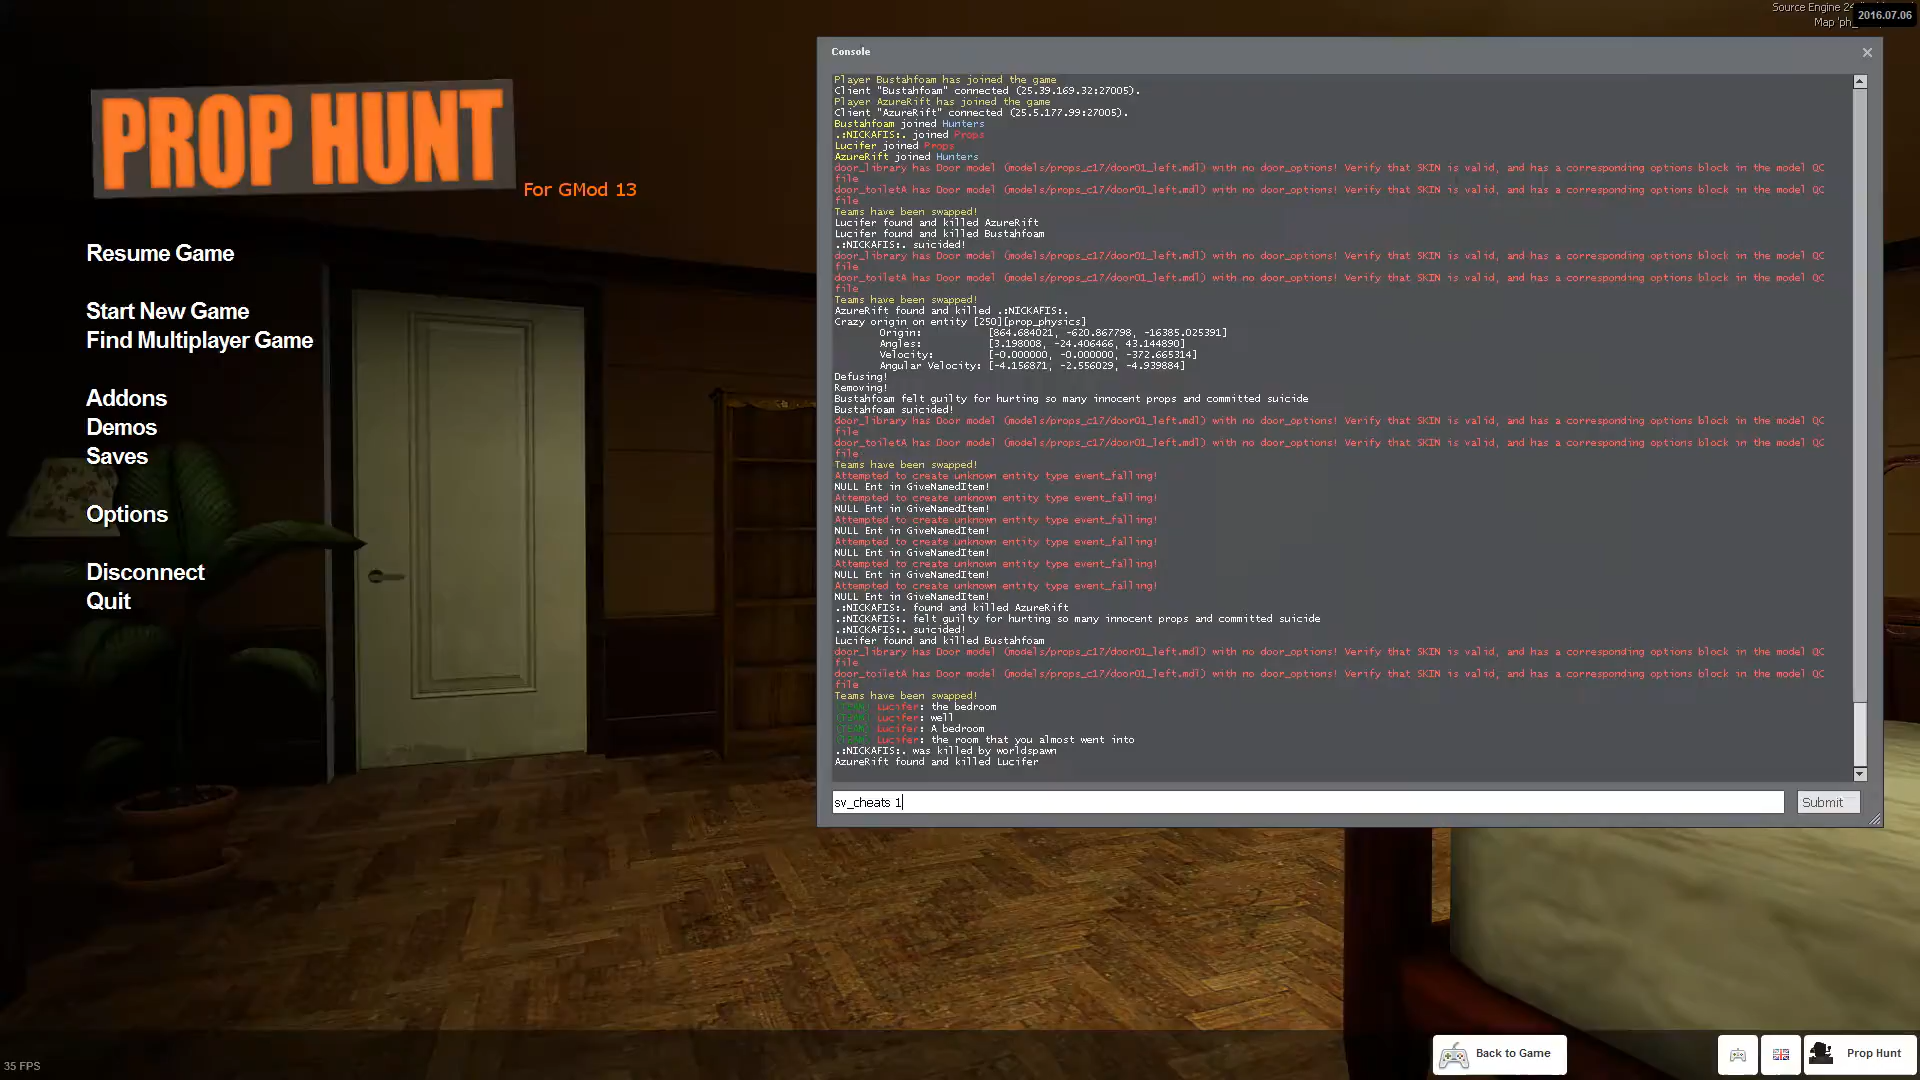 Source Engine 24
Map 'ph_
2016.07.06
PROP HUNT
For GMod 13
Resume Game
Start New Game
Find Multiplayer Game
Addons
Demos
Saves
Options
Disconnect
Quit
Console
Player Bustahfoam has joined the game
Client "Bustahfoam" connected (25.39.169.32:27005).
Player AzureRift has joined the game
Client "AzureRift" connected (25.5.177.99:27005).
Bustahfoam joined Hunters
.:NICKAFIS:. joined Props
Lucifer joined Props
AzureRift joined Hunters
door_library has Door model (models/props_c17/door01_left.mdl) with no door_options! Verify that SKIN is valid, and has a corresponding options block in the model QC
file
door_toiletA has Door model (models/props_c17/door01_left.mdl) with no door_options! Verify that SKIN is valid, and has a corresponding options block in the model QC
file
Teams have been swapped!
Lucifer found and killed AzureRift
Lucifer found and killed Bustahfoam
.:NICKAFIS:. suicided!
door_library has Door model (models/props_c17/door01_left.mdl) with no door_options! Verify that SKIN is valid, and has a corresponding options block in the model QC
file
door_toiletA has Door model (models/props_c17/door01_left.mdl) with no door_options! Verify that SKIN is valid, and has a corresponding options block in the model QC
file
Teams have been swapped!
AzureRift found and killed .:NICKAFIS:.
Crazy origin on entity [250][prop_physics]
Origin: [864.684021, -620.867798, -16385.025391]
Angles: [3.198008, -24.406466, 43.144890]
Velocity: [-0.000000, -0.000000, -372.665314]
Angular Velocity: [-4.156871, -2.556029, -4.939884]
Defusing!
Removing!
Bustahfoam felt guilty for hurting so many innocent props and committed suicide
Bustahfoam suicided!
door_library has Door model (models/props_c17/door01_left.mdl) with no door_options! Verify that SKIN is valid, and has a corresponding options block in the model QC
file
door_toiletA has Door model (models/props_c17/door01_left.mdl) with no door_options! Verify that SKIN is valid, and has a corresponding options block in the model QC
file
Teams have been swapped!
Attempted to create unknown entity type event_falling!
NULL Ent in GiveNamedItem!
Attempted to create unknown entity type event_falling!
NULL Ent in GiveNamedItem!
Attempted to create unknown entity type event_falling!
NULL Ent in GiveNamedItem!
Attempted to create unknown entity type event_falling!
NULL Ent in GiveNamedItem!
Attempted to create unknown entity type event_falling!
NULL Ent in GiveNamedItem!
Attempted to create unknown entity type event_falling!
NULL Ent in GiveNamedItem!
.:NICKAFIS:. found and killed AzureRift
.:NICKAFIS:. felt guilty for hurting so many innocent props and committed suicide
.:NICKAFIS:. suicided!
Lucifer found and killed Bustahfoam
door_library has Door model (models/props_c17/door01_left.mdl) with no door_options! Verify that SKIN is valid, and has a corresponding options block in the model QC
file
door_toiletA has Door model (models/props_c17/door01_left.mdl) with no door_options! Verify that SKIN is valid, and has a corresponding options block in the model QC
file
Teams have been swapped!
(TEAM) Lucifer: the bedroom
(TEAM) Lucifer: well
(TEAM) Lucifer: A bedroom
(TEAM) Lucifer: the room that you almost went into
.:NICKAFIS:. was killed by worldspawn
AzureRift found and killed Lucifer
sv_cheats 1
Submit
35 FPS
Back to Game
Prop Hunt